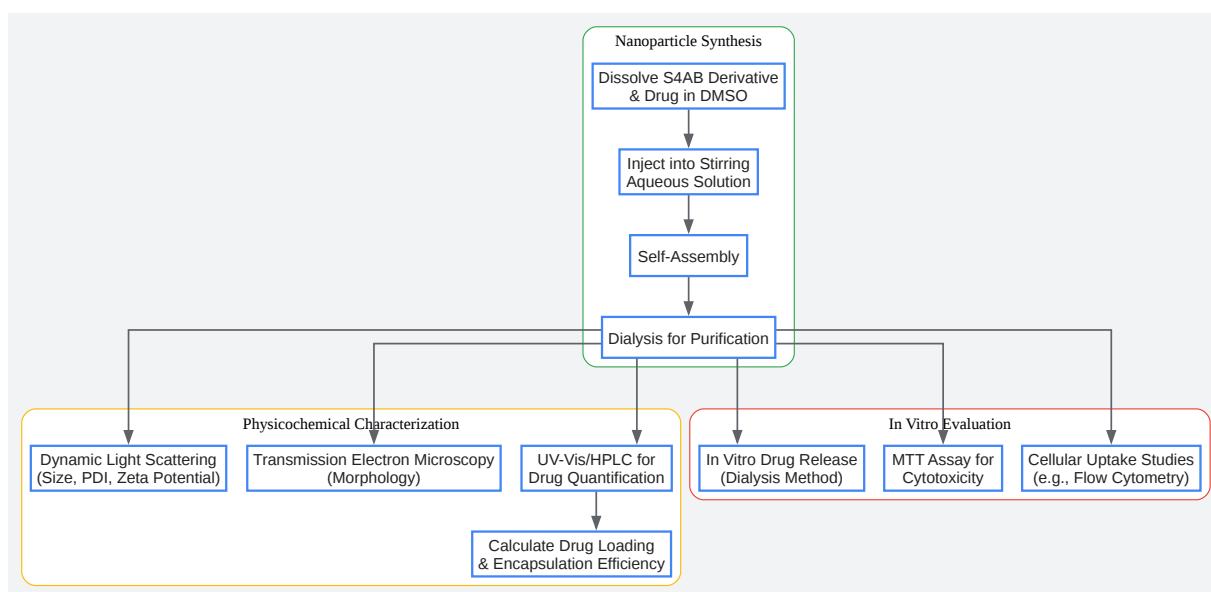 Nanoparticle Synthesis
Dissolve S4AB Derivative
& Drug in DMSO
Inject into Stirring
Aqueous Solution
Self-Assembly
Dialysis for Purification
Physicochemical Characterization
Dynamic Light Scattering
(Size, PDI, Zeta Potential)
Transmission Electron Microscopy
(Morphology)
UV-Vis/HPLC for
Drug Quantification
Calculate Drug Loading
& Encapsulation Efficiency
In Vitro Evaluation
In Vitro Drug Release
(Dialysis Method)
MTT Assay for
Cytotoxicity
Cellular Uptake Studies
(e.g., Flow Cytometry)